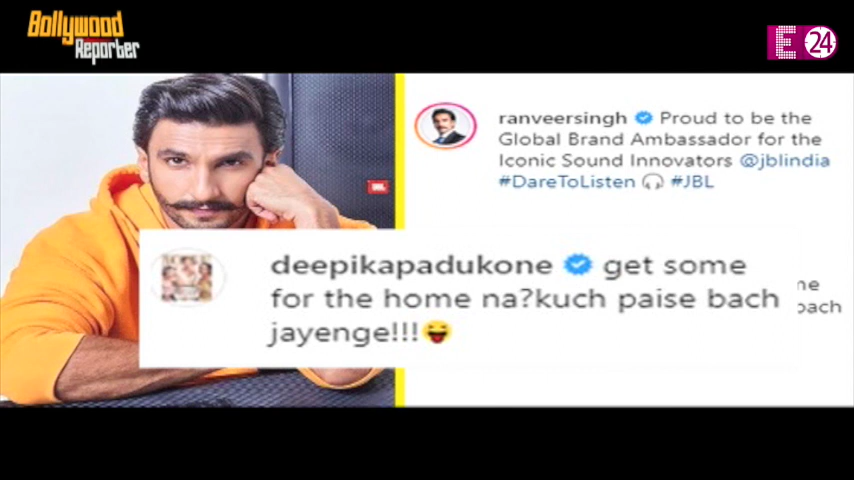 Bollywood
Reporter
E24
JBL
ranveersingh Proud to be the
Global Brand Ambassador for the
Iconic Sound Innovators @jblindia
#DareToListen 🎧 #JBL
deepikapadukone get some
for the home na?kuch paise bach
jayenge!!!😜